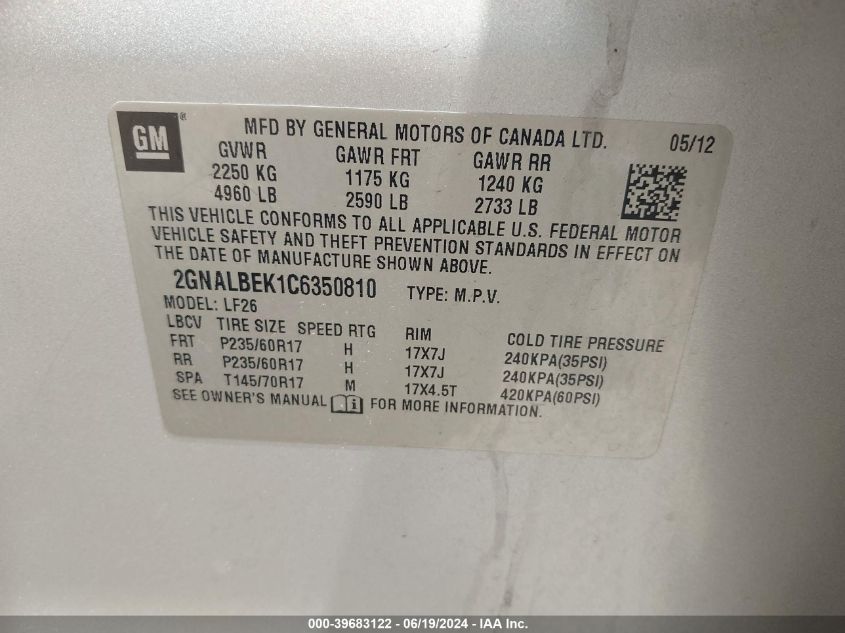 GM®
MFD BY GENERAL MOTORS OF CANADA LTD. 05/12
GVWR GAWR FRT GAWR RR
2250 KG 1175 KG 1240 KG
4960 LB 2590 LB 2733 LB
THIS VEHICLE CONFORMS TO ALL APPLICABLE U.S. FEDERAL MOTOR
VEHICLE SAFETY AND THEFT PREVENTION STANDARDS IN EFFECT ON
THE DATE OF MANUFACTURE SHOWN ABOVE.
2GNALBEK1C6350810 TYPE: M.P.V.
MODEL: LF26
LBCV TIRE SIZE SPEED RTG RIM COLD TIRE PRESSURE
FRT P235/60R17 H 17X7J 240KPA(35PSI)
RR P235/60R17 H 17X7J 240KPA(35PSI)
SPA T145/70R17 M 17X4.5T 420KPA(60PSI)
SEE OWNER'S MANUAL i FOR MORE INFORMATION.
000-39683122 - 06/19/2024 - IAA Inc.